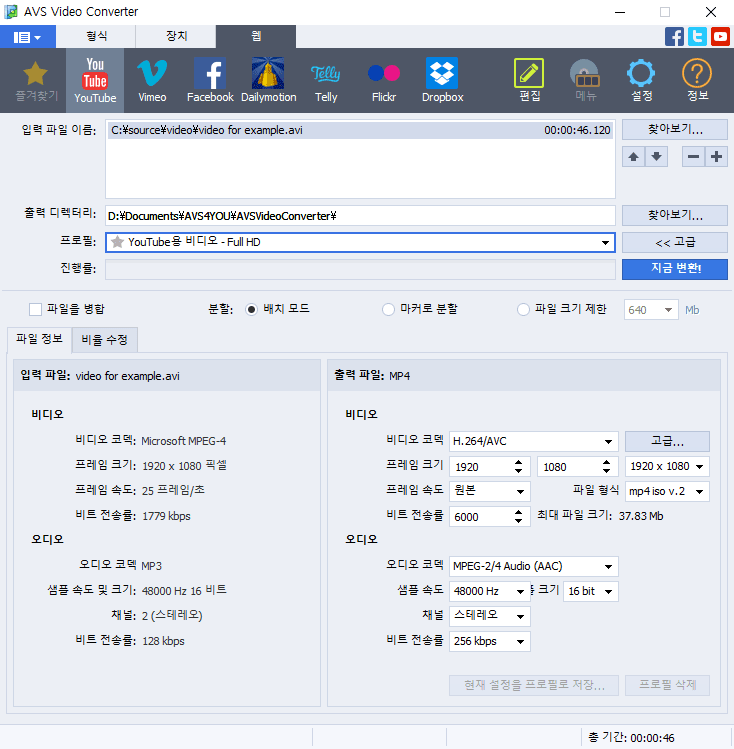 AVS Video Converter
형식 장치 웹
You Tube Telly
즐겨찾기 YouTube Vimeo Facebook Dailymotion Telly Flickr Dropbox 편집 메뉴 설정 정보
입력 파일 이름: C:₩source₩video₩video for example.avi 00:00:46.120 찾아보기...
출력 디렉터리: D:₩Documents₩AVS4YOU₩AVSVideoConverter₩ 찾아보기...
프로필: YouTube용 비디오 - Full HD << 고급
진행률: 지금 변환!
파일을 병합 분할: 배치 모드 마커로 분할 파일 크기 제한 640 Mb
파일 정보 비율 수정
입력 파일: video for example.avi
비디오
비디오 코덱: Microsoft MPEG-4
프레임 크기: 1920 x 1080 픽셀
프레임 속도: 25 프레임/초
비트 전송률: 1779 kbps
오디오
오디오 코덱 MP3
샘플 속도 및 크기: 48000 Hz 16 비트
채널: 2 (스테레오)
비트 전송률: 128 kbps
출력 파일: MP4
비디오
비디오 코덱 H.264/AVC 고급...
프레임 크기 1920 1080 1920 x 1080
프레임 속도 원본 파일 형식 mp4 iso v.2
비트 전송률 6000 최대 파일 크기: 37.83 Mb
오디오
오디오 코덱 MPEG-2/4 Audio (AAC)
샘플 속도 48000 Hz 크기 16 bit
채널 스테레오
비트 전송률 256 kbps
현재 설정을 프로필로 저장... 프로필 삭제
총 기간: 00:00:46